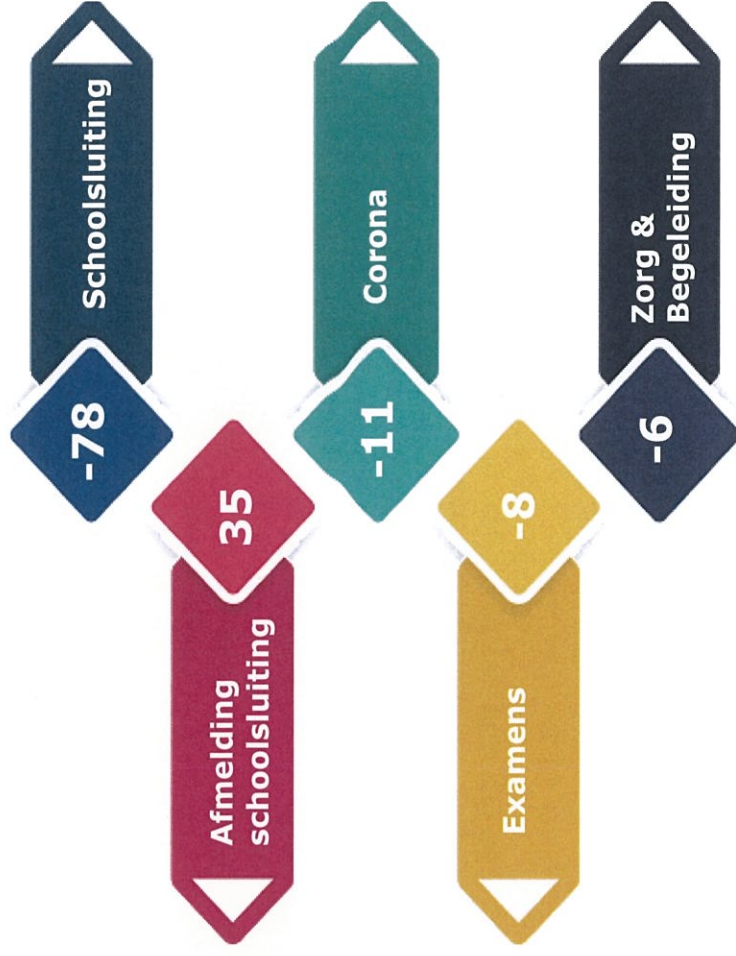 -78
Schoolsluiting
Afmelding
schoolsluiting
35
-11
Corona
Examens
-8
-6
Zorg &
Begeleiding